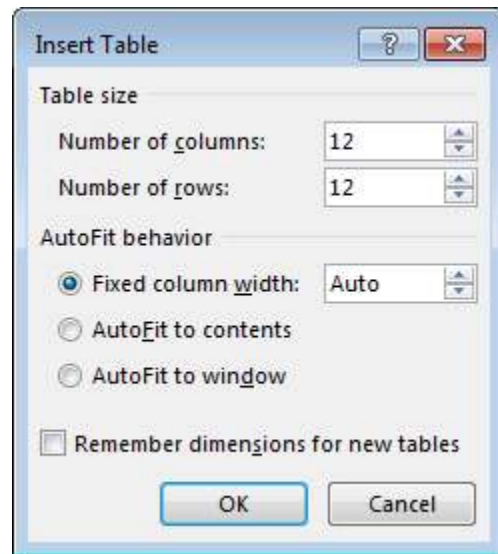 Insert Table ?
Table size
Number of columns: 12
Number of rows: 12
AutoFit behavior
Fixed column width: Auto
AutoFit to contents
AutoFit to window
Remember dimensions for new tables
OK Cancel